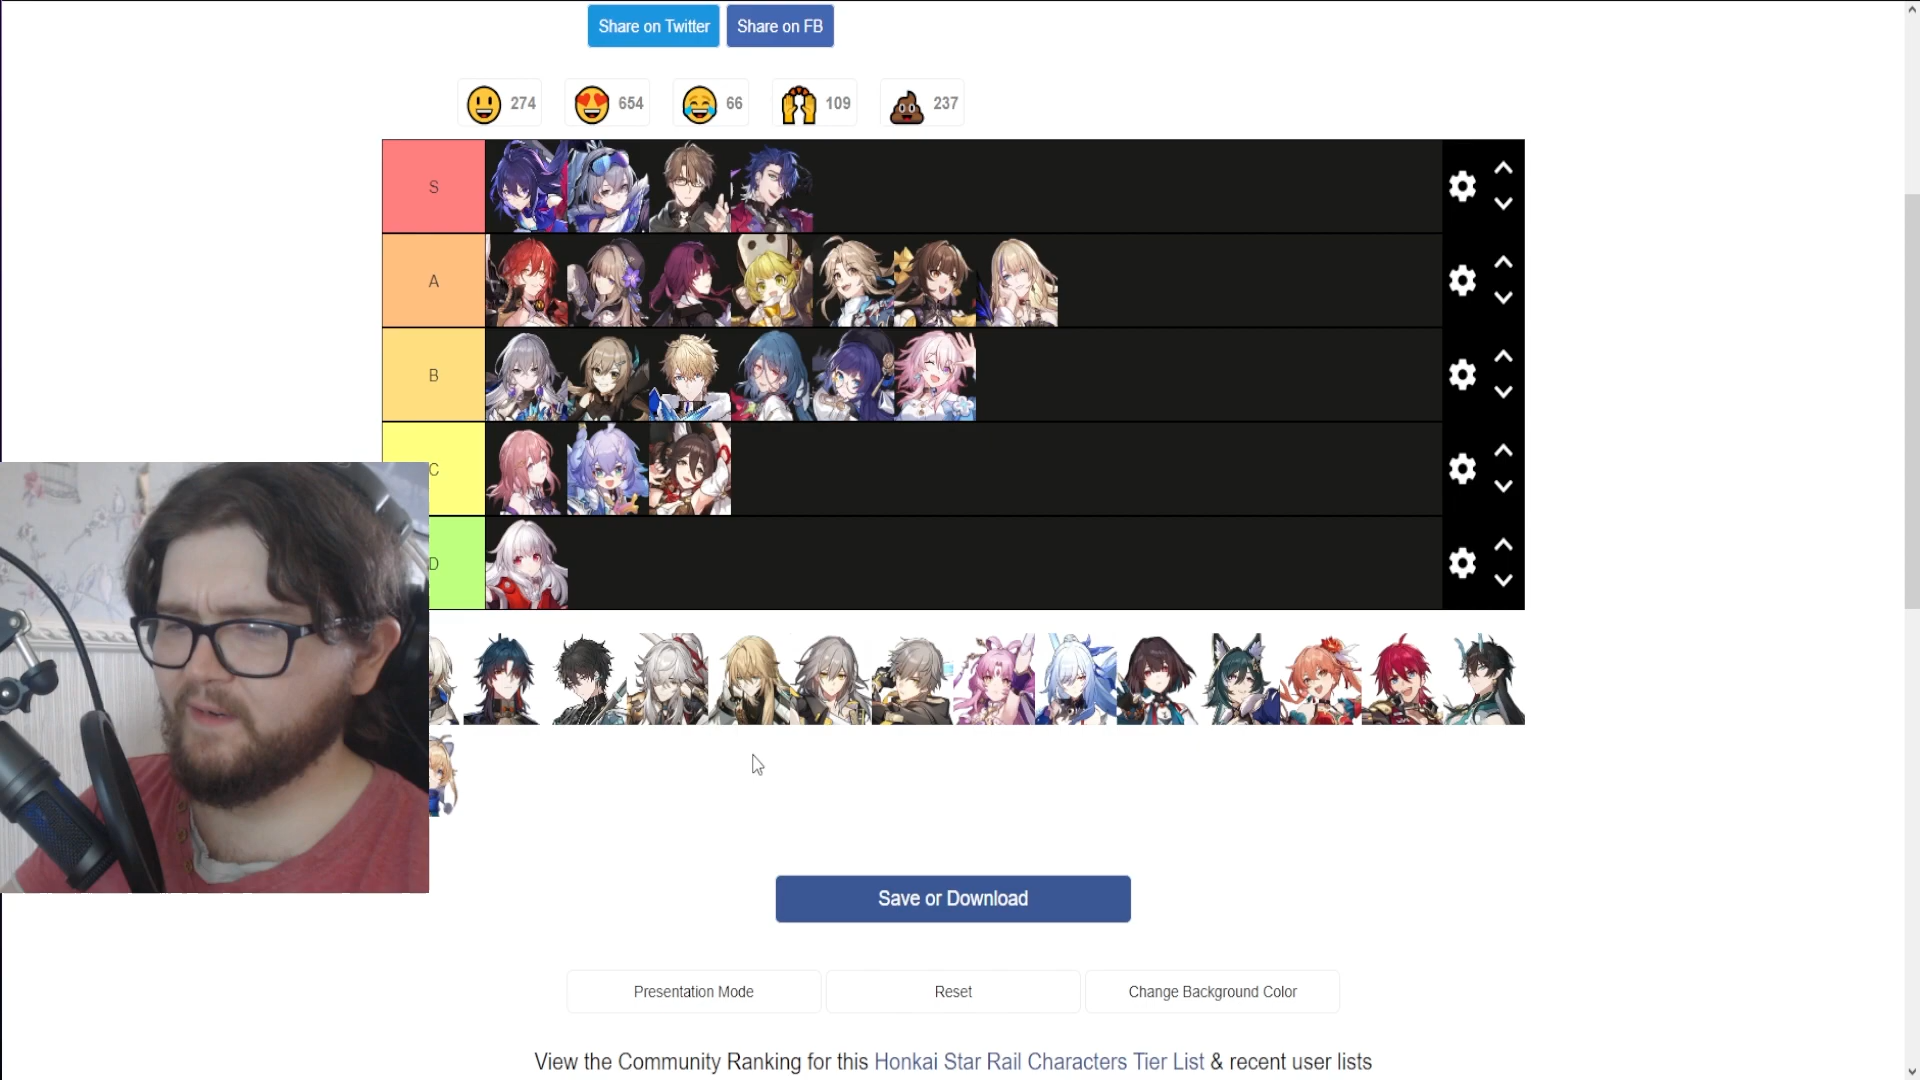 Share on Twitter Share on FB
274 654 66 109 237
S
A
B
C
D
Save or Download
Presentation Mode Reset Change Background Color
View the Community Ranking for this Honkai Star Rail Characters Tier List & recent user lists